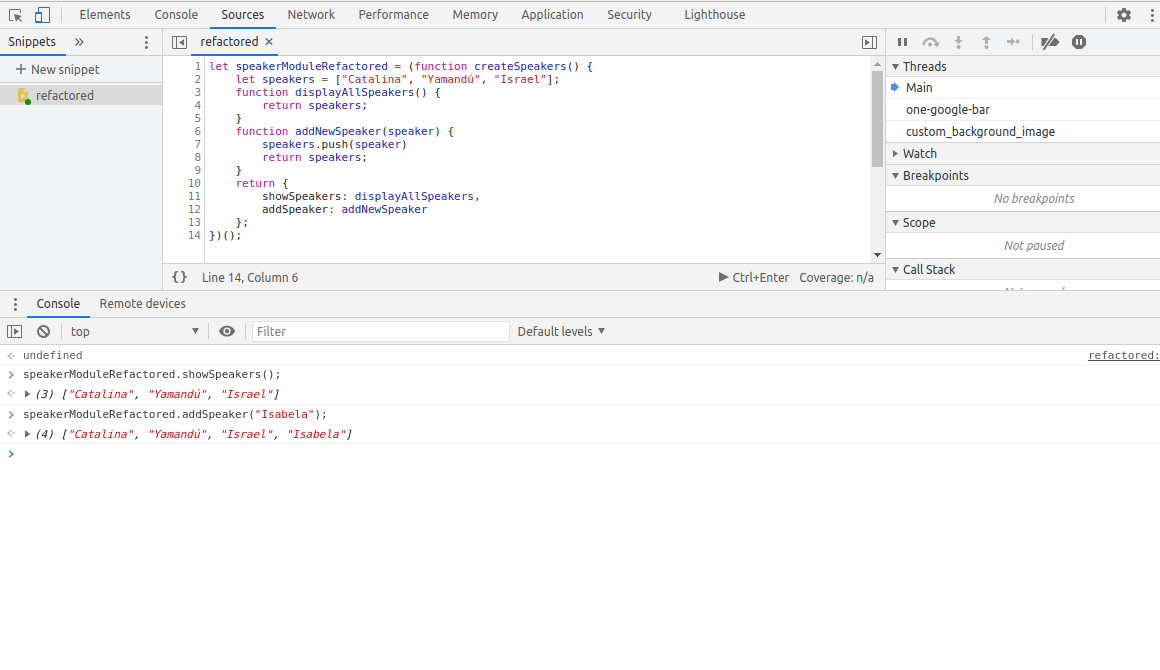 Elements Console Sources Network Performance Memory Application Security Lighthouse
Snippets
refactored
New snippet
refactored
1 let speakerModuleRefactored = (function createSpeakers() {
2     let speakers = ["Catalina", "Yamandú", "Israel"];
3     function displayAllSpeakers() {
4         return speakers;
5     }
6     function addNewSpeaker(speaker) {
7         speakers.push(speaker)
8         return speakers;
9     }
10     return {
11         showSpeakers: displayAllSpeakers,
12         addSpeaker: addNewSpeaker
13     };
14 })();
{} Line 14, Column 6 Ctrl+Enter Coverage: n/a
Threads
Main
one-google-bar
custom_background_image
Watch
Breakpoints
No breakpoints
Scope
Not paused
Call Stack
Console Remote devices
top Filter Default levels
undefined refactored:
speakerModuleRefactored.showSpeakers();
(3) ["Catalina", "Yamandú", "Israel"]
speakerModuleRefactored.addSpeaker("Isabela");
(4) ["Catalina", "Yamandú", "Israel", "Isabela"]